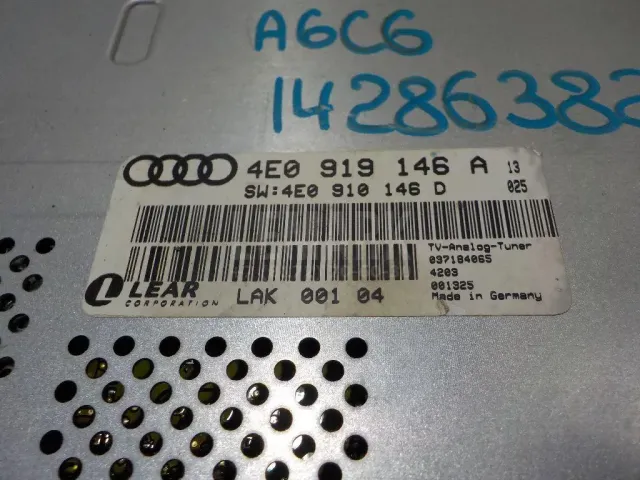 A6C6
1428638
4E0 919 146 A 13
SW:4E0 910 146 D 025
TV-Analog-Tuner
037184065
4203
001325
Made in Germany
LEAR
CORPORATION
LAK 001 04